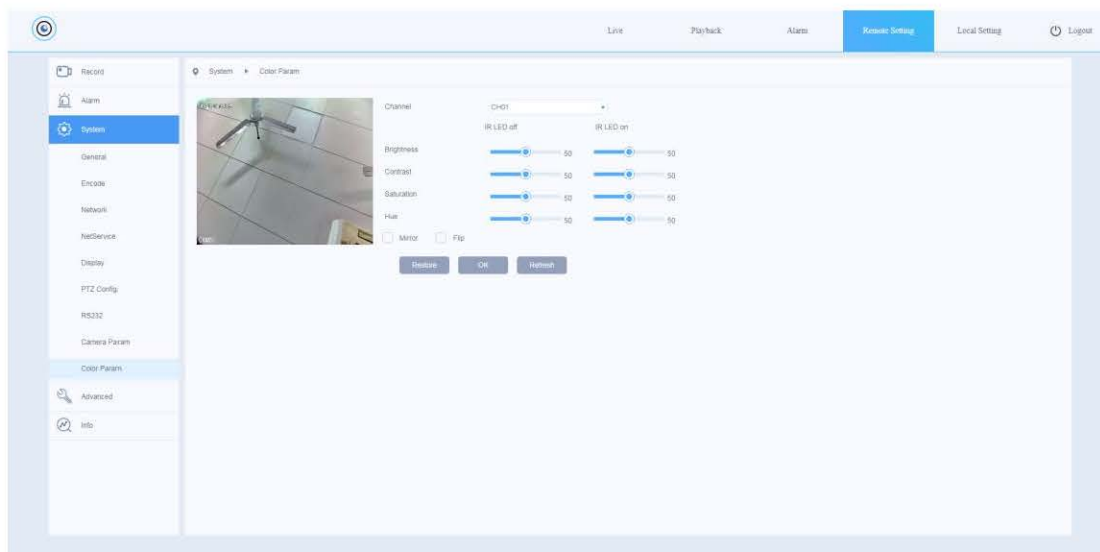 Live Playback Alarm Remote Setting Local Setting Logout
Record
Alarm
System
General
Encode
Network
NetService
Display
PTZ Config
RS232
Camera Param
Color Param
Advanced
Info
System Color Param
Channel CH01
IR LED off IR LED on
Brightness 50 50
Contrast 50 50
Saturation 50 50
Hue 50 50
Mirror Flip
Restore OK Refresh